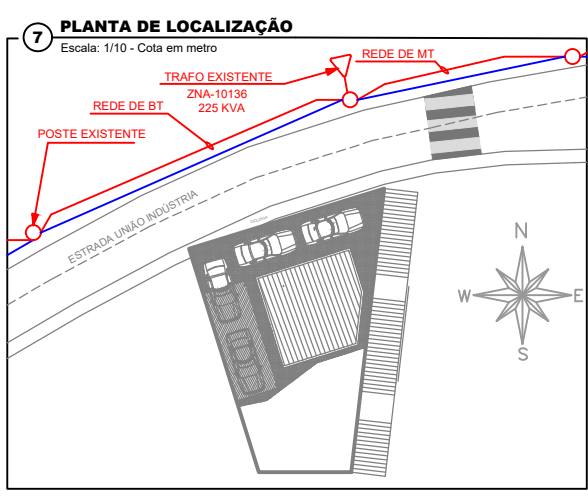 7
PLANTA DE LOCALIZAÇÃO
Escala: 1/10 - Cota em metro
REDE DE MT
TRAFO EXISTENTE
ZNA-10136
225 KVA
REDE DE BT
POSTE EXISTENTE
ESTRADA UNIÃO INDÚSTRIA
N
W
E
S